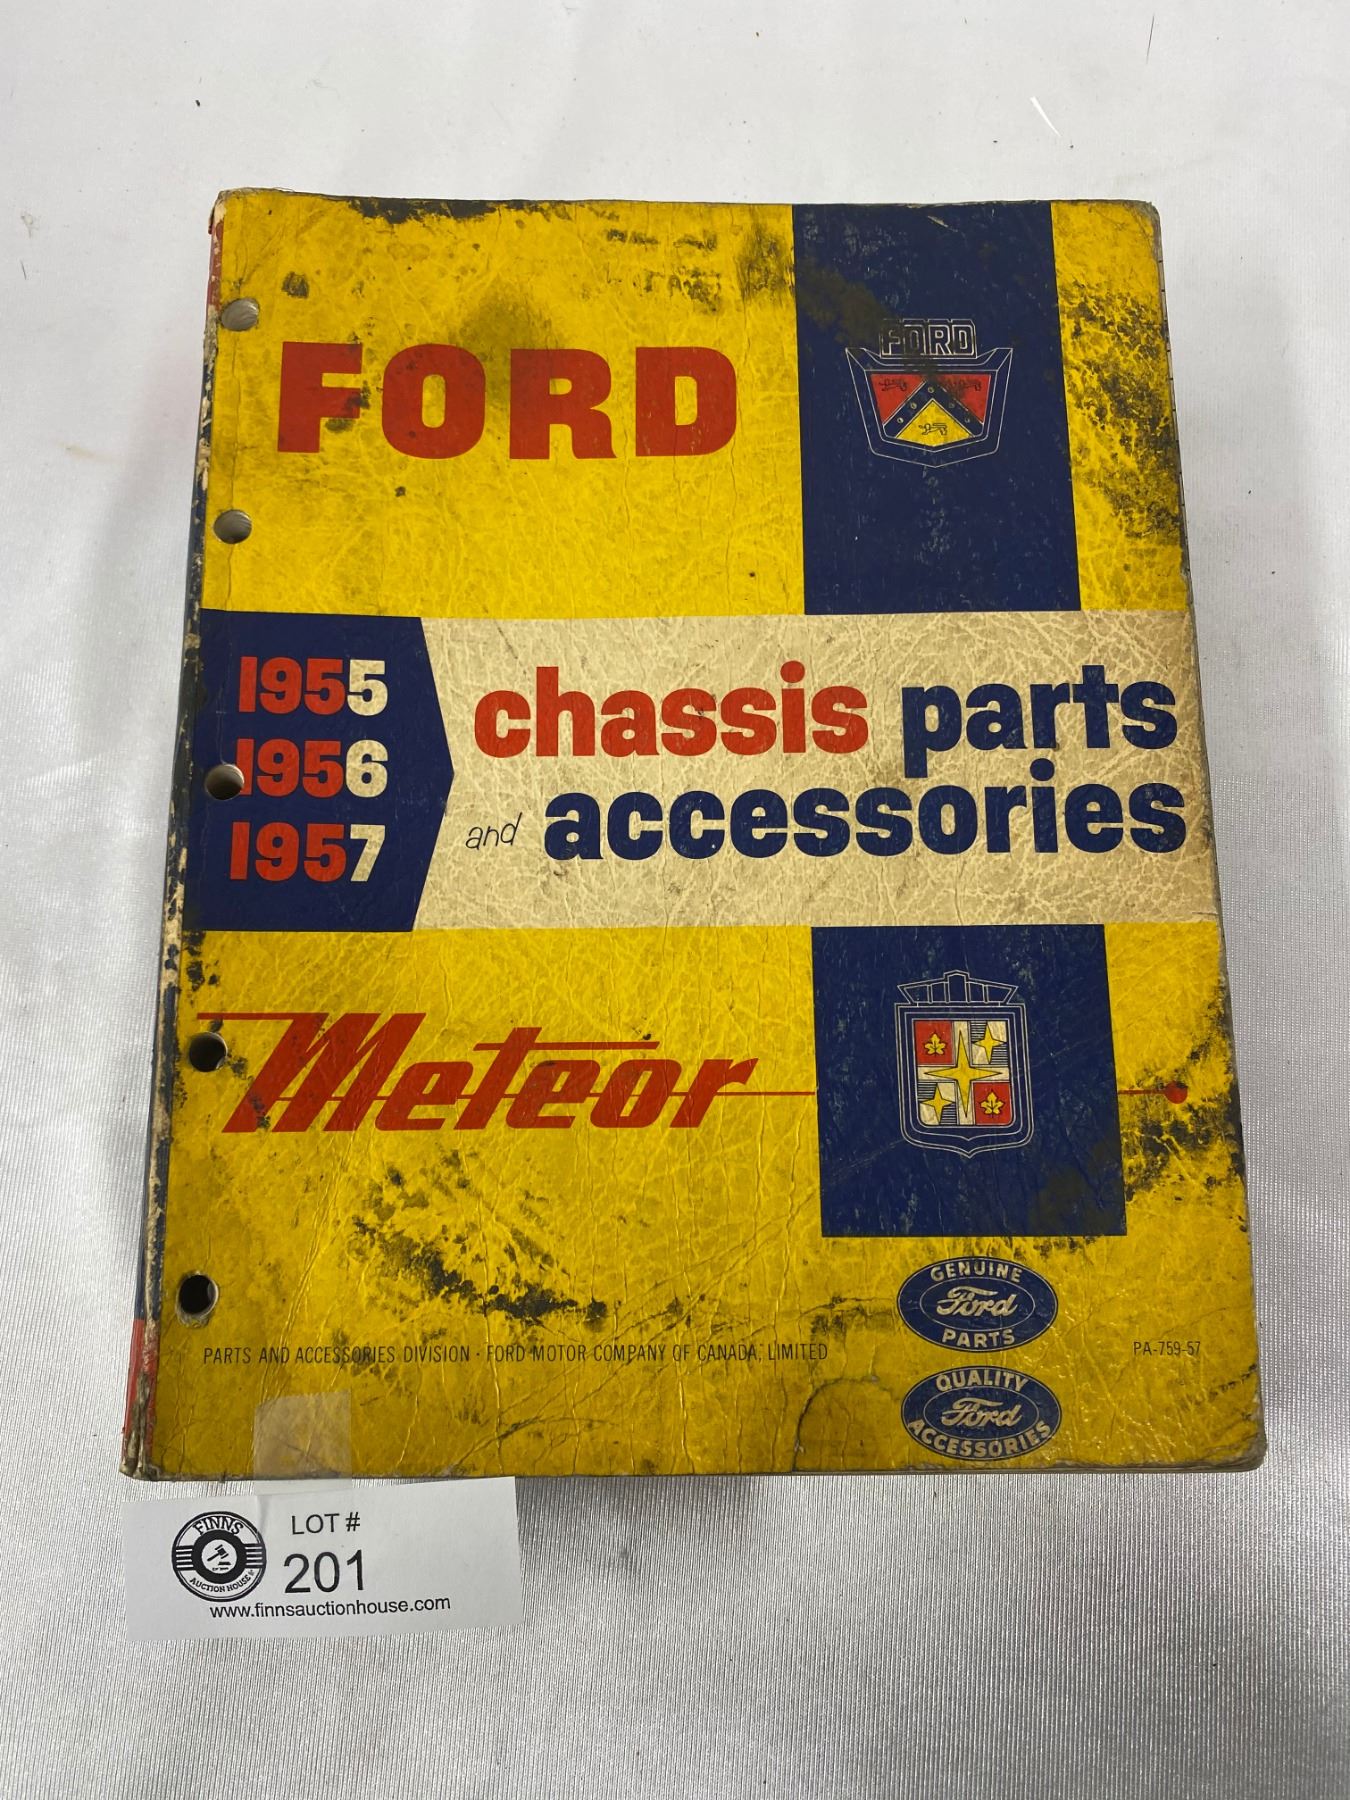 FORD
FORD
1955
1956
1957
chassis parts
and accessories
Meteor
GENUINE
Ford
PARTS
PARTS AND ACCESSORIES DIVISION · FORD MOTOR COMPANY OF CANADA, LIMITED
PA-759-57
QUALITY
Ford
ACCESSORIES
FINNS
AUCTION HOUSE
LOT #
201
www.finnsauctionhouse.com